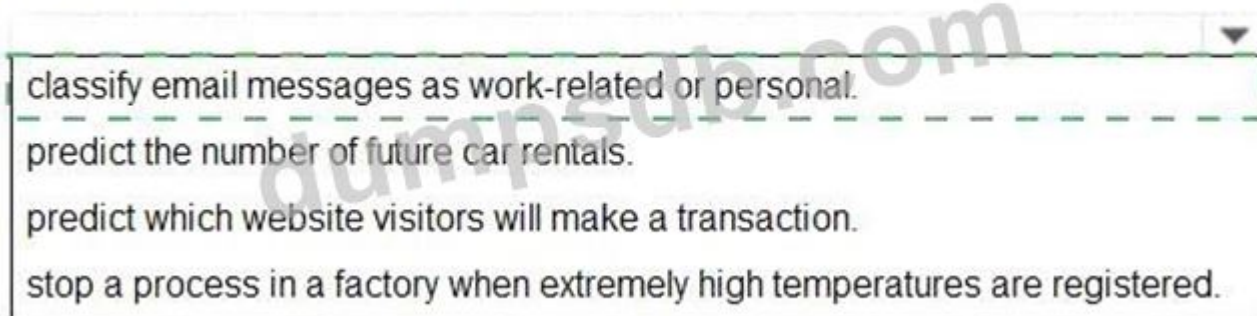 classify email messages as work-related or personal.
predict the number of future car rentals.
predict which website visitors will make a transaction.
stop a process in a factory when extremely high temperatures are registered.
dumpsdb.com